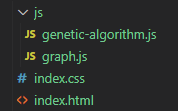 js
JS genetic-algorithm.js
JS graph.js
# index.css
<> index.html